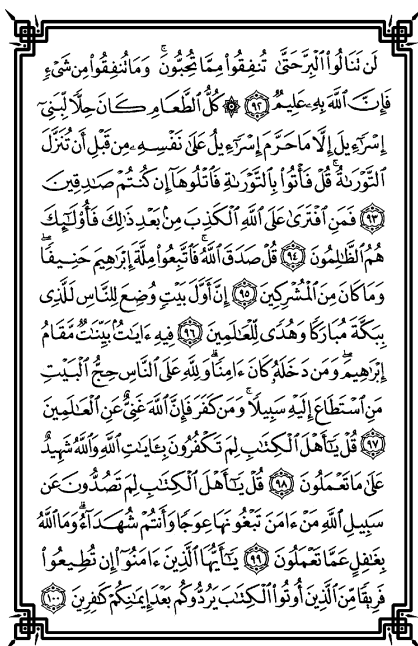 لَن تَنَالُوا۟ ٱلْبِرَّ حَتَّىٰ تُنفِقُوا۟ مِمَّا تُحِبُّونَ ۚ وَمَا تُنفِقُوا۟ مِن شَىْءٍ
فَإِنَّ ٱللَّهَ بِهِۦ عَلِيمٌ ﴿٩٢﴾ ۞ كُلُّ ٱلطَّعَامِ كَانَ حِلًّا لِّبَنِىٓ
إِسْرَٰٓءِيلَ إِلَّا مَا حَرَّمَ إِسْرَٰٓءِيلُ عَلَىٰ نَفْسِهِۦ مِن قَبْلِ أَن تُنَزَّلَ
ٱلتَّوْرَىٰةُ ۗ قُلْ فَأْتُوا۟ بِٱلتَّوْرَىٰةِ فَٱتْلُوهَآ إِن كُنتُمْ صَٰدِقِينَ
﴿٩٣﴾ فَمَنِ ٱفْتَرَىٰ عَلَى ٱللَّهِ ٱلْكَذِبَ مِنۢ بَعْدِ ذَٰلِكَ فَأُو۟لَٰٓئِكَ
هُمُ ٱلظَّٰلِمُونَ ﴿٩٤﴾ قُلْ صَدَقَ ٱللَّهُ ۗ فَٱتَّبِعُوا۟ مِلَّةَ إِبْرَٰهِيمَ حَنِيفًا ۖ
وَمَا كَانَ مِنَ ٱلْمُشْرِكِينَ ﴿٩٥﴾ إِنَّ أَوَّلَ بَيْتٍ وُضِعَ لِلنَّاسِ لَلَّذِى
بِبَكَّةَ مُبَارَكًا وَهُدًى لِّلْعَٰلَمِينَ ﴿٩٦﴾ فِيهِ ءَايَٰتٌۢ بَيِّنَٰتٌ مَّقَامُ
إِبْرَٰهِيمَ ۖ وَمَن دَخَلَهُۥ كَانَ ءَامِنًا ۗ وَلِلَّهِ عَلَى ٱلنَّاسِ حِجُّ ٱلْبَيْتِ
مَنِ ٱسْتَطَاعَ إِلَيْهِ سَبِيلًا ۚ وَمَن كَفَرَ فَإِنَّ ٱللَّهَ غَنِىٌّ عَنِ ٱلْعَٰلَمِينَ
﴿٩٧﴾ قُلْ يَٰٓأَهْلَ ٱلْكِتَٰبِ لِمَ تَكْفُرُونَ بِـَٔايَٰتِ ٱللَّهِ وَٱللَّهُ شَهِيدٌ
عَلَىٰ مَا تَعْمَلُونَ ﴿٩٨﴾ قُلْ يَٰٓأَهْلَ ٱلْكِتَٰبِ لِمَ تَصُدُّونَ عَن
سَبِيلِ ٱللَّهِ مَنْ ءَامَنَ تَبْغُونَهَا عِوَجًا وَأَنتُمْ شُهَدَآءُ ۗ وَمَا ٱللَّهُ
بِغَٰفِلٍ عَمَّا تَعْمَلُونَ ﴿٩٩﴾ يَٰٓأَيُّهَا ٱلَّذِينَ ءَامَنُوٓا۟ إِن تُطِيعُوا۟
فَرِيقًا مِّنَ ٱلَّذِينَ أُوتُوا۟ ٱلْكِتَٰبَ يَرُدُّوكُم بَعْدَ إِيمَٰنِكُمْ كَٰفِرِينَ ﴿١٠٠﴾